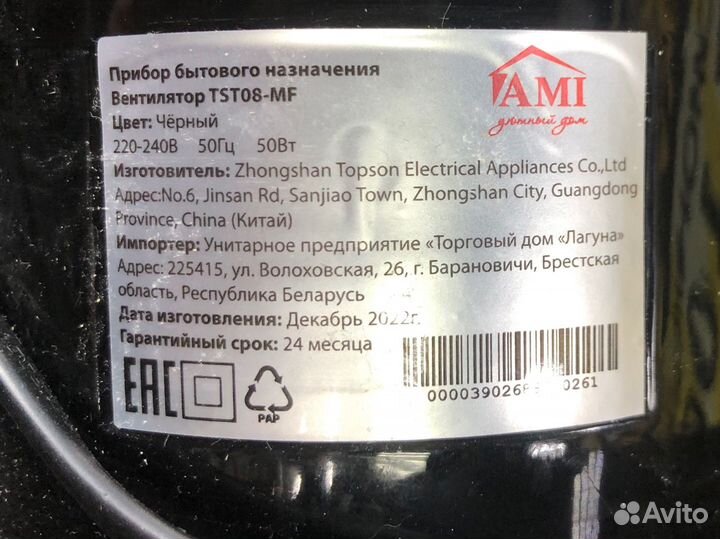 Прибор бытового назначения
Вентилятор TST08-MF
Цвет: Чёрный
220-240В 50Гц 50Вт
AMI
уютный дом
Изготовитель: Zhongshan Topson Electrical Appliances Co.,Ltd
Адрес:No.6, Jinsan Rd, Sanjiao Town, Zhongshan City, Guangdong
Province, China (Китай)
Импортер: Унитарное предприятие «Торговый дом «Лагуна»
Адрес: 225415, ул. Волоховская, 26, г. Барановичи, Брестская
область, Республика Беларусь
Дата изготовления: Декабрь 2022г.
Гарантийный срок: 24 месяца
EAC
PAP
Avito